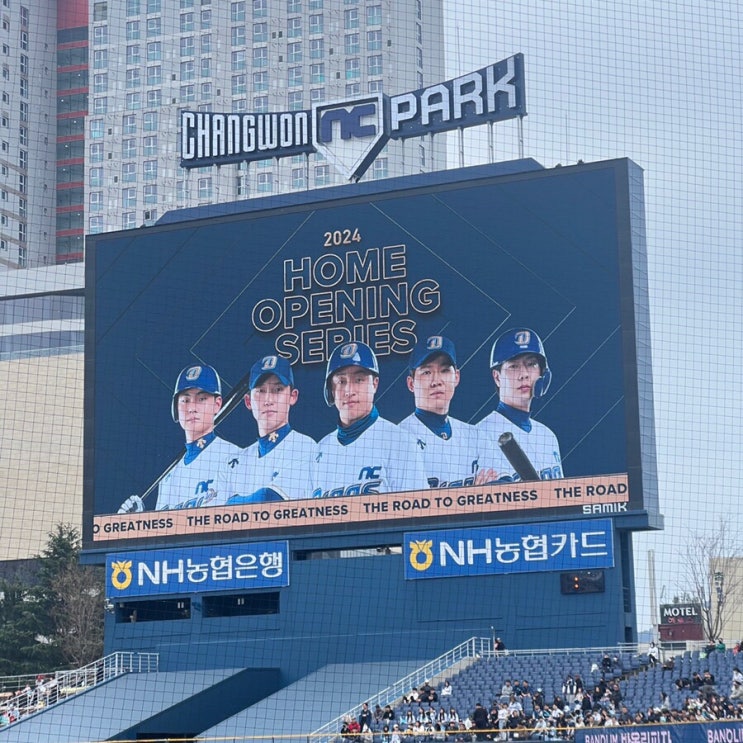 CHANGWON NC PARK
2024
HOME
OPENING
SERIES
GREATNESS THE ROAD TO GREATNESS THE ROAD TO GREATNESS THE ROAD
SAMIK
NH농협은행
NH농협카드
MOTEL